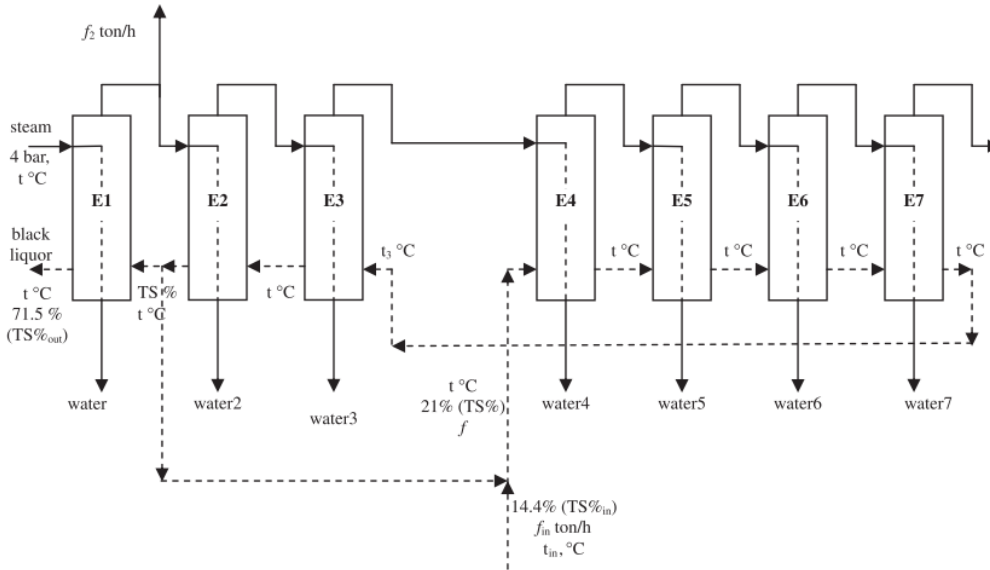 f₂ ton/h
steam
4 bar,
t °C
E1
E2
E3
E4
E5
E6
E7
black
liquor
t °C
71.5 %
(TS%out)
TS %
t °C
t °C
t₃ °C
t °C
t °C
t °C
t °C
water
water2
water3
t °C
21% (TS%)
f
water4
water5
water6
water7
14.4% (TS%in)
fin ton/h
tin, °C